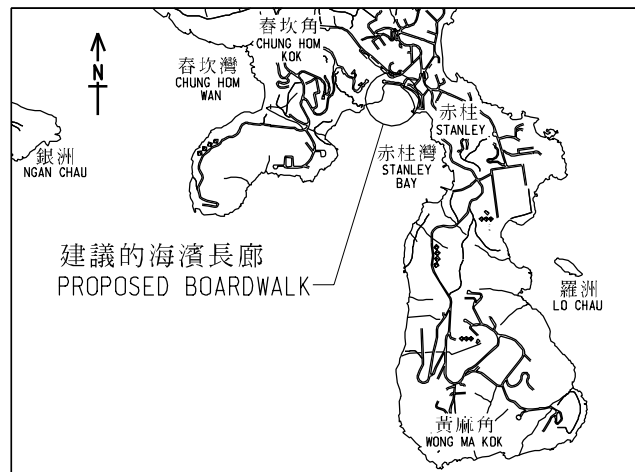 舂坎角
CHUNG HOM
KOK
舂坎灣
CHUNG HOM
WAN
N
赤柱
STANLEY
銀洲
NGAN CHAU
赤柱灣
STANLEY
BAY
建議的海濱長廊
PROPOSED BOARDWALK
羅洲
LO CHAU
黃麻角
WONG MA KOK